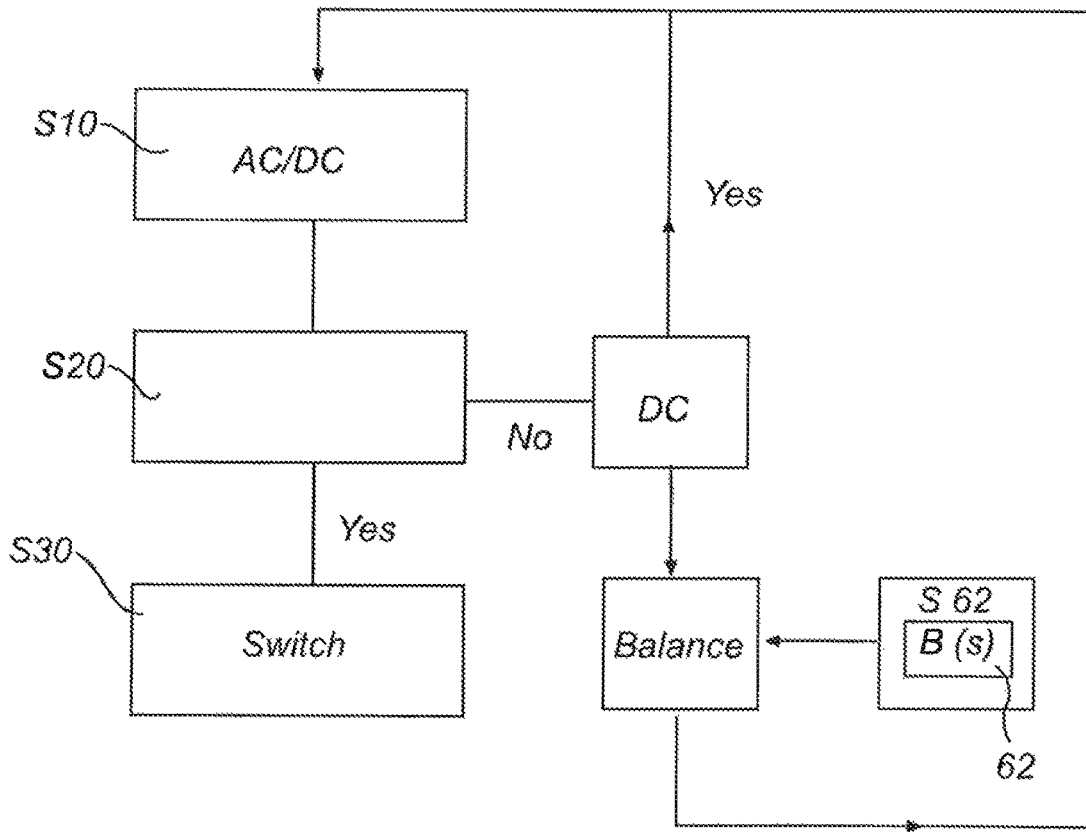 S10
AC/DC
Yes
S20
DC
No
Yes
S30
Switch
Balance
S 62
B (s)
62